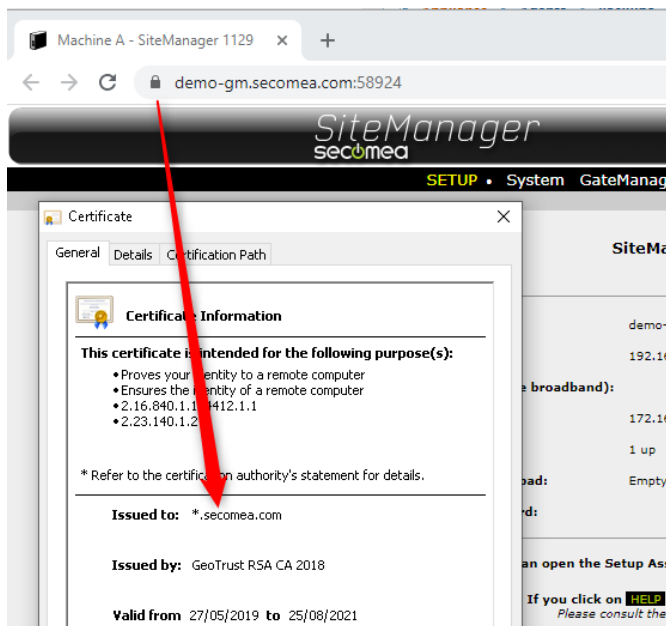 Machine A - SiteManager 1129
demo-gm.secomea.com:58924
SiteManager
secomea
SETUP • System GateManag
Certificate
General Details Certification Path
SiteMa
Certificate Information
This certificate is intended for the following purpose(s):
•Proves your identity to a remote computer
•Ensures the identity of a remote computer
•2.16.840.1.114412.1.1
•2.23.140.1.2
* Refer to the certification authority's statement for details.
Issued to: *.secomea.com
Issued by: GeoTrust RSA CA 2018
Valid from 27/05/2019 to 25/08/2021
demo-
192.16
e broadband):
172.16
1 up
oad:
Empty
rd:
an open the Setup Ass
If you click on HELP
Please consult the